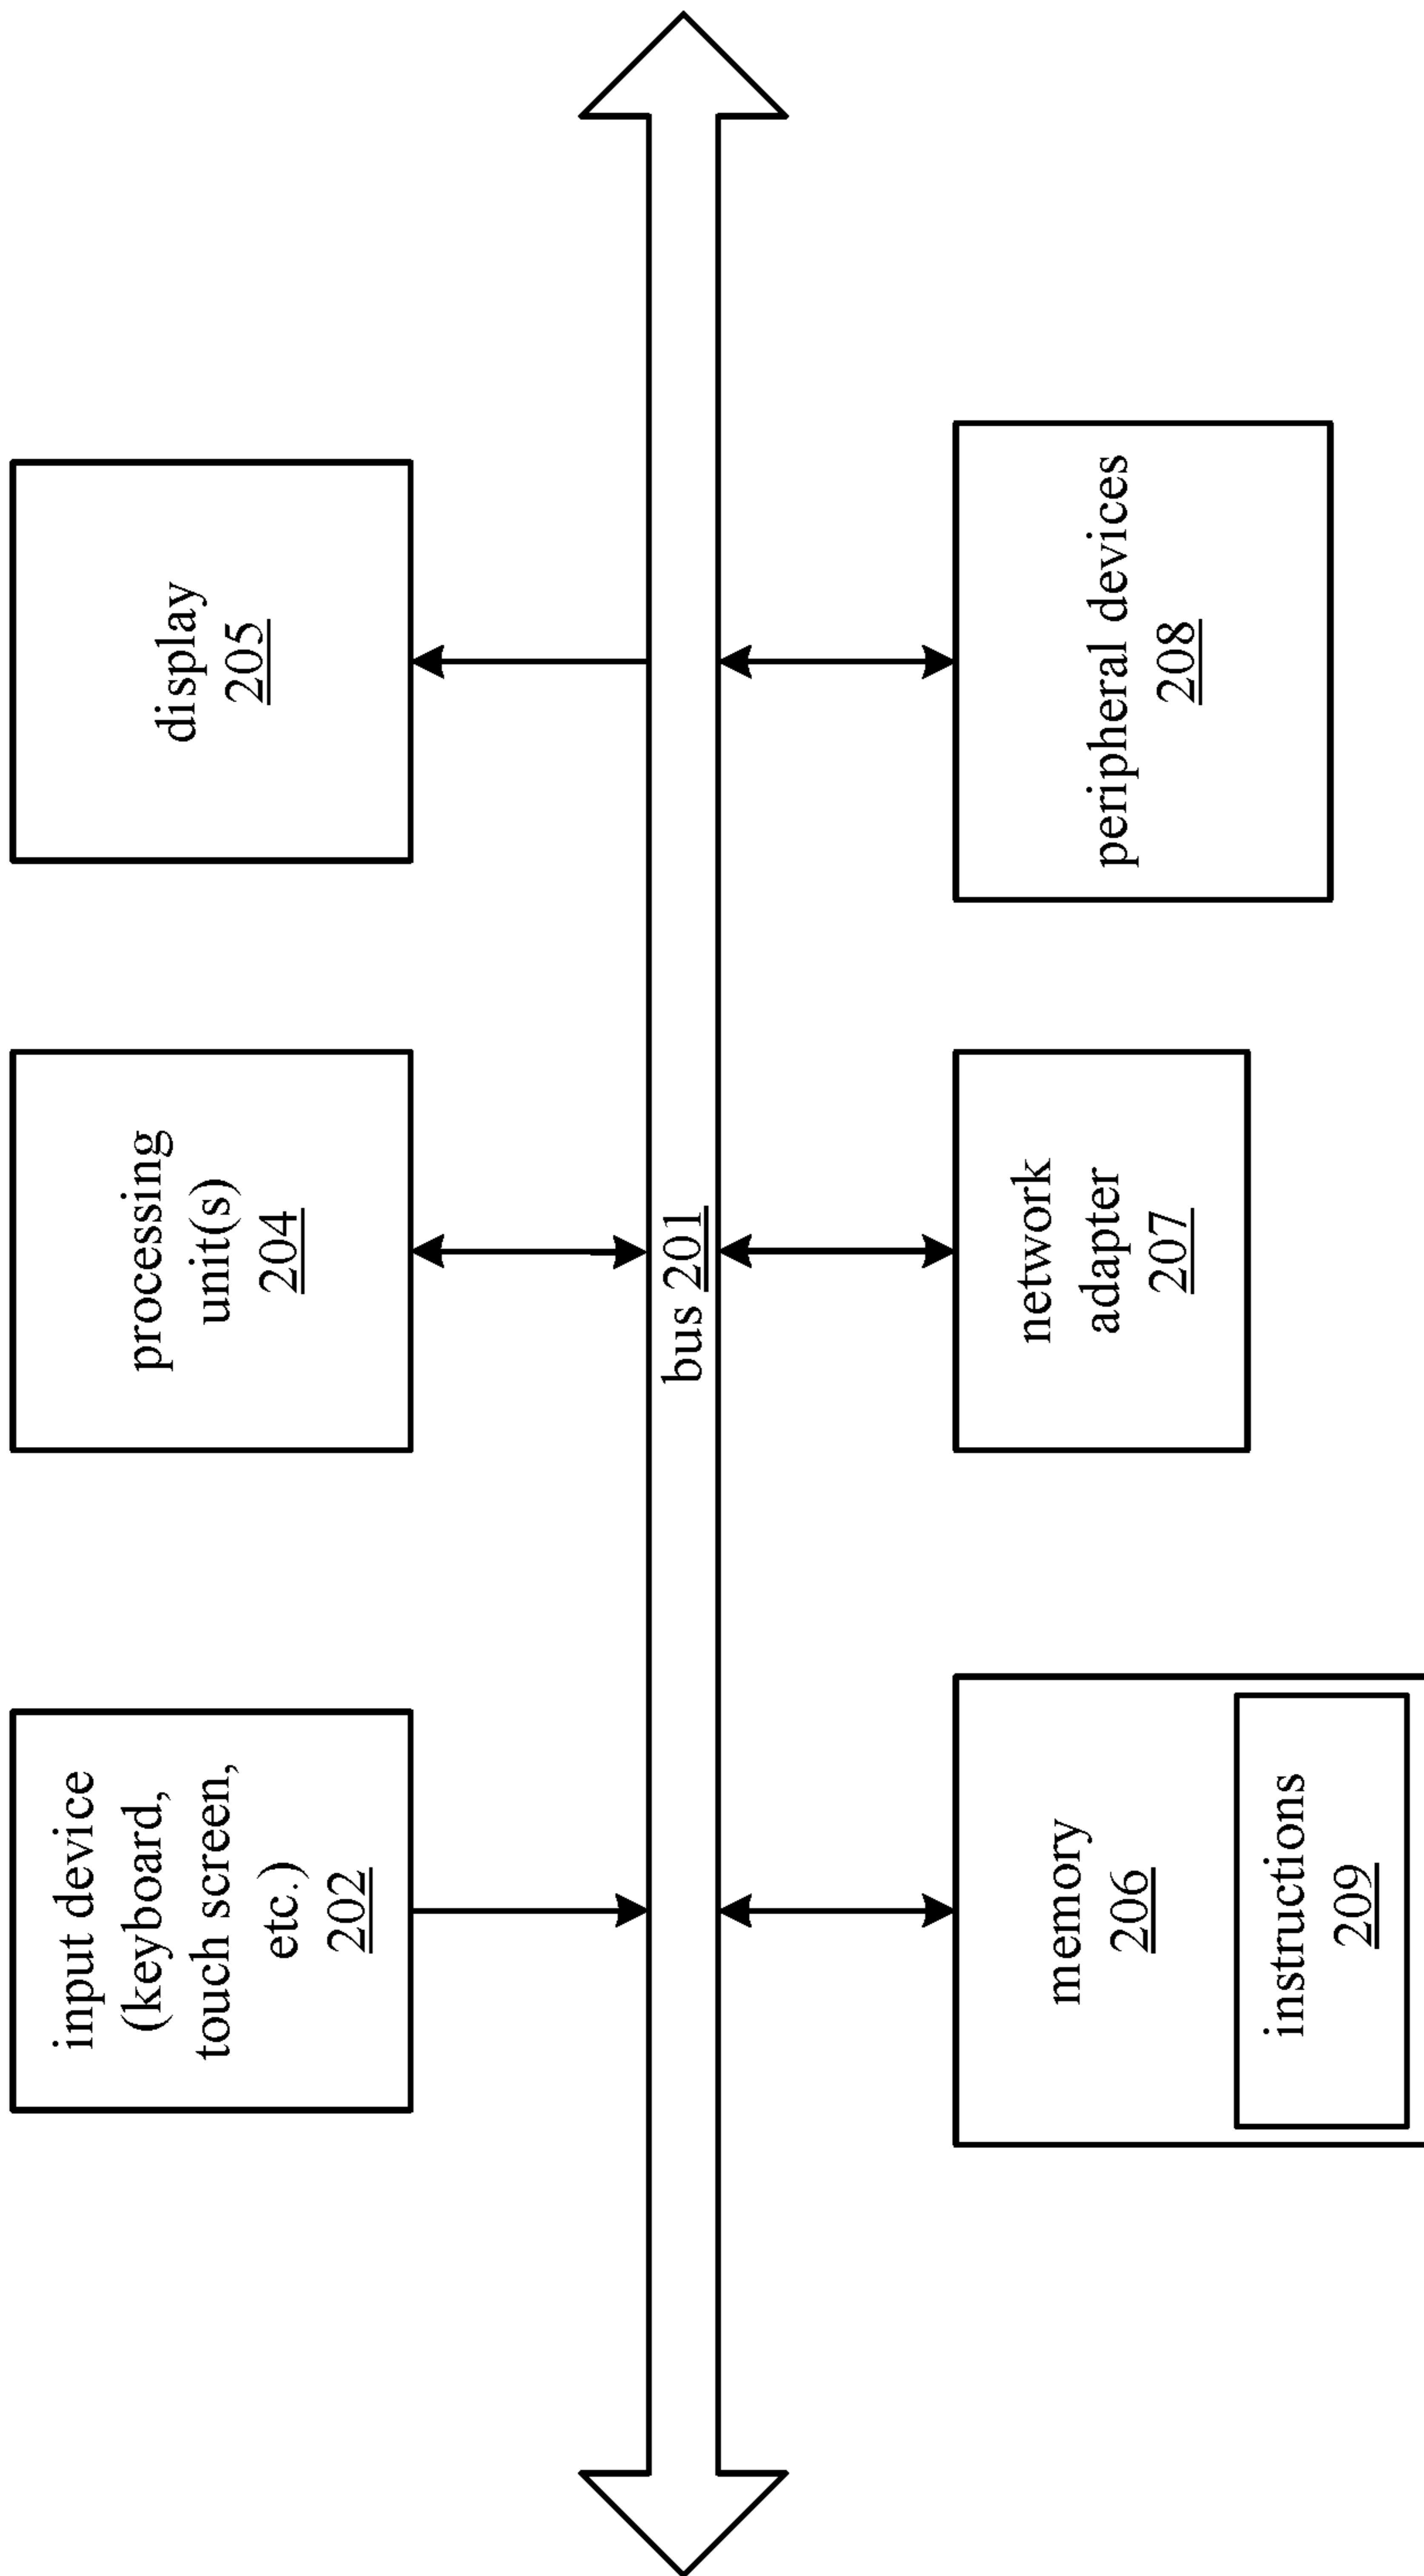 input device
(keyboard,
touch screen,
etc.)
202
processing
unit(s)
204
display
205
bus 201
memory
206
instructions
209
network
adapter
207
peripheral devices
208